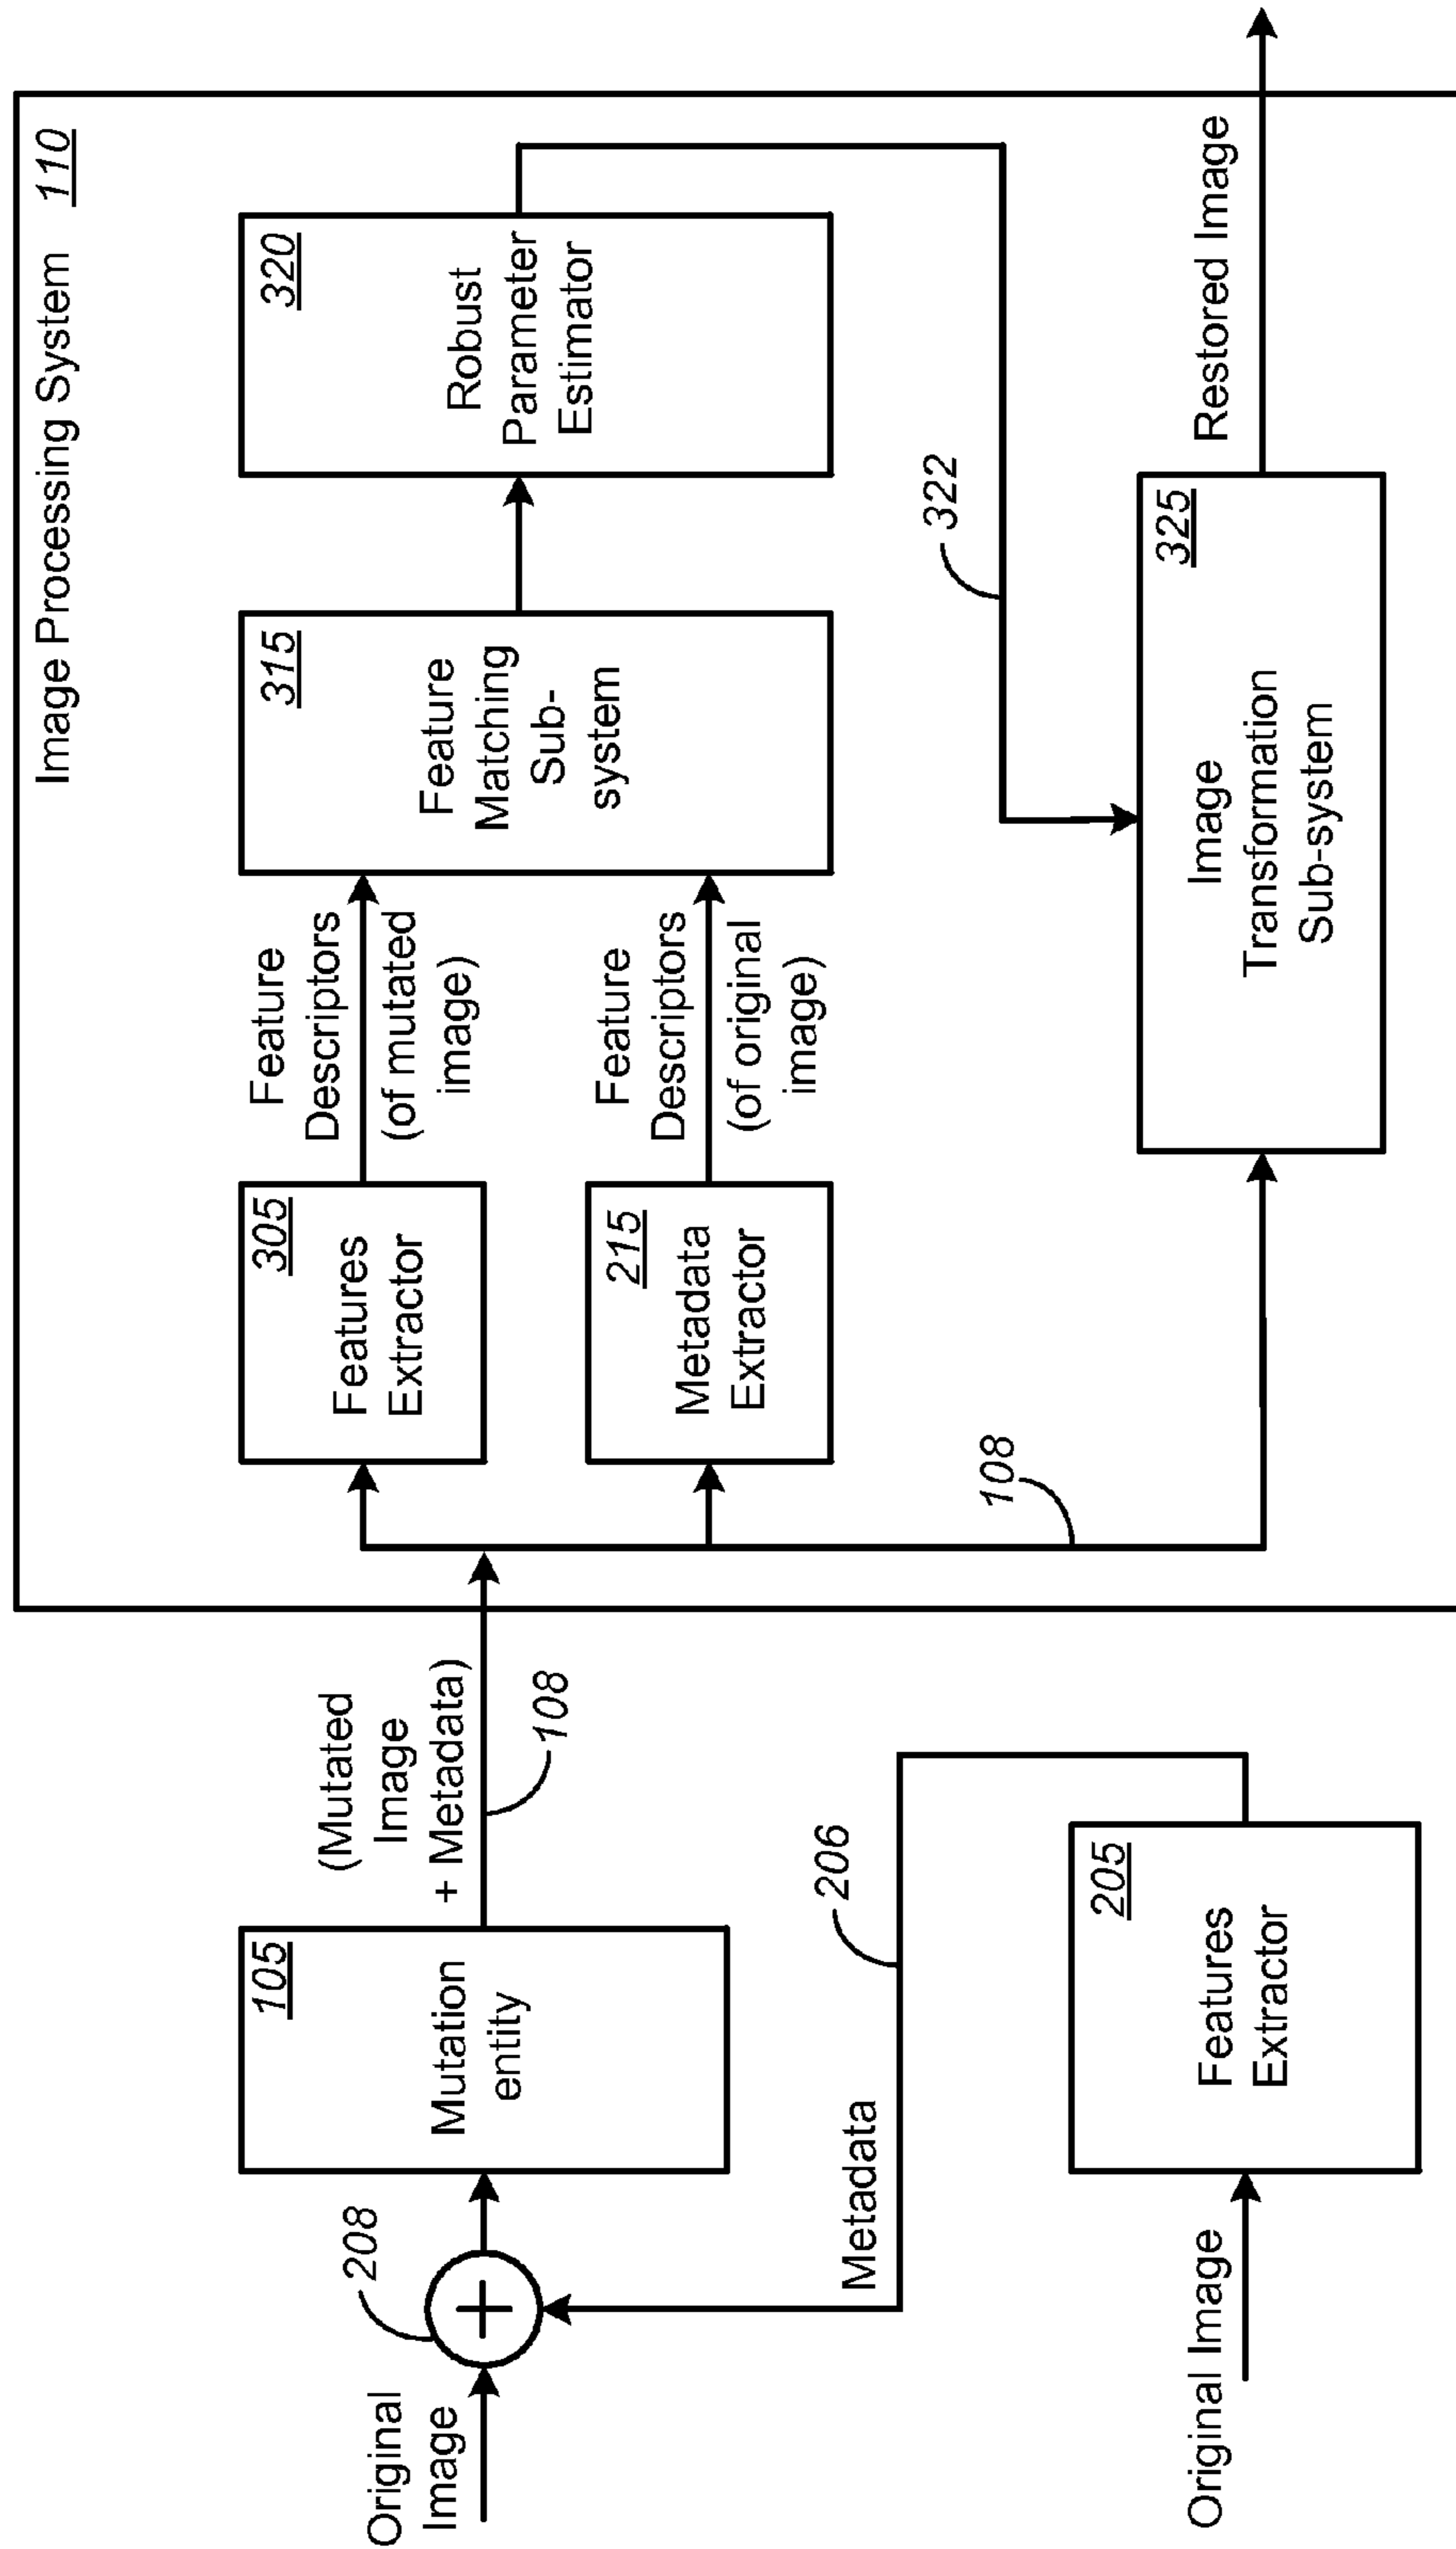 Image Processing System 110
Original
Image
208
105
Mutation
entity
(Mutated
Image
+ Metadata)
108
305
Features
Extractor
Feature
Descriptors
(of mutated
image)
215
Metadata
Extractor
Feature
Descriptors
(of original
image)
315
Feature
Matching
Sub-
system
320
Robust
Parameter
Estimator
322
108
Metadata
206
Original Image
205
Features
Extractor
325
Image
Transformation
Sub-system
Restored Image